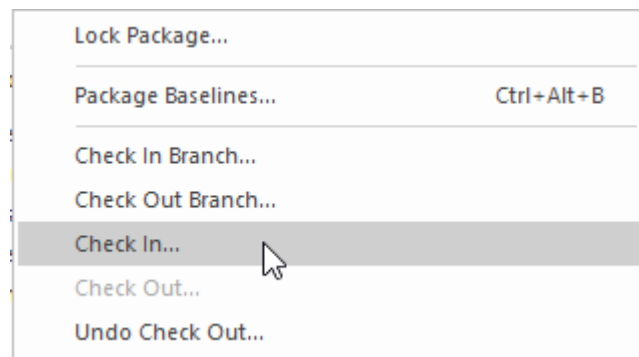 Lock Package...
Package Baselines... Ctrl+Alt+B
Check In Branch...
Check Out Branch...
Check In...
Check Out...
Undo Check Out...